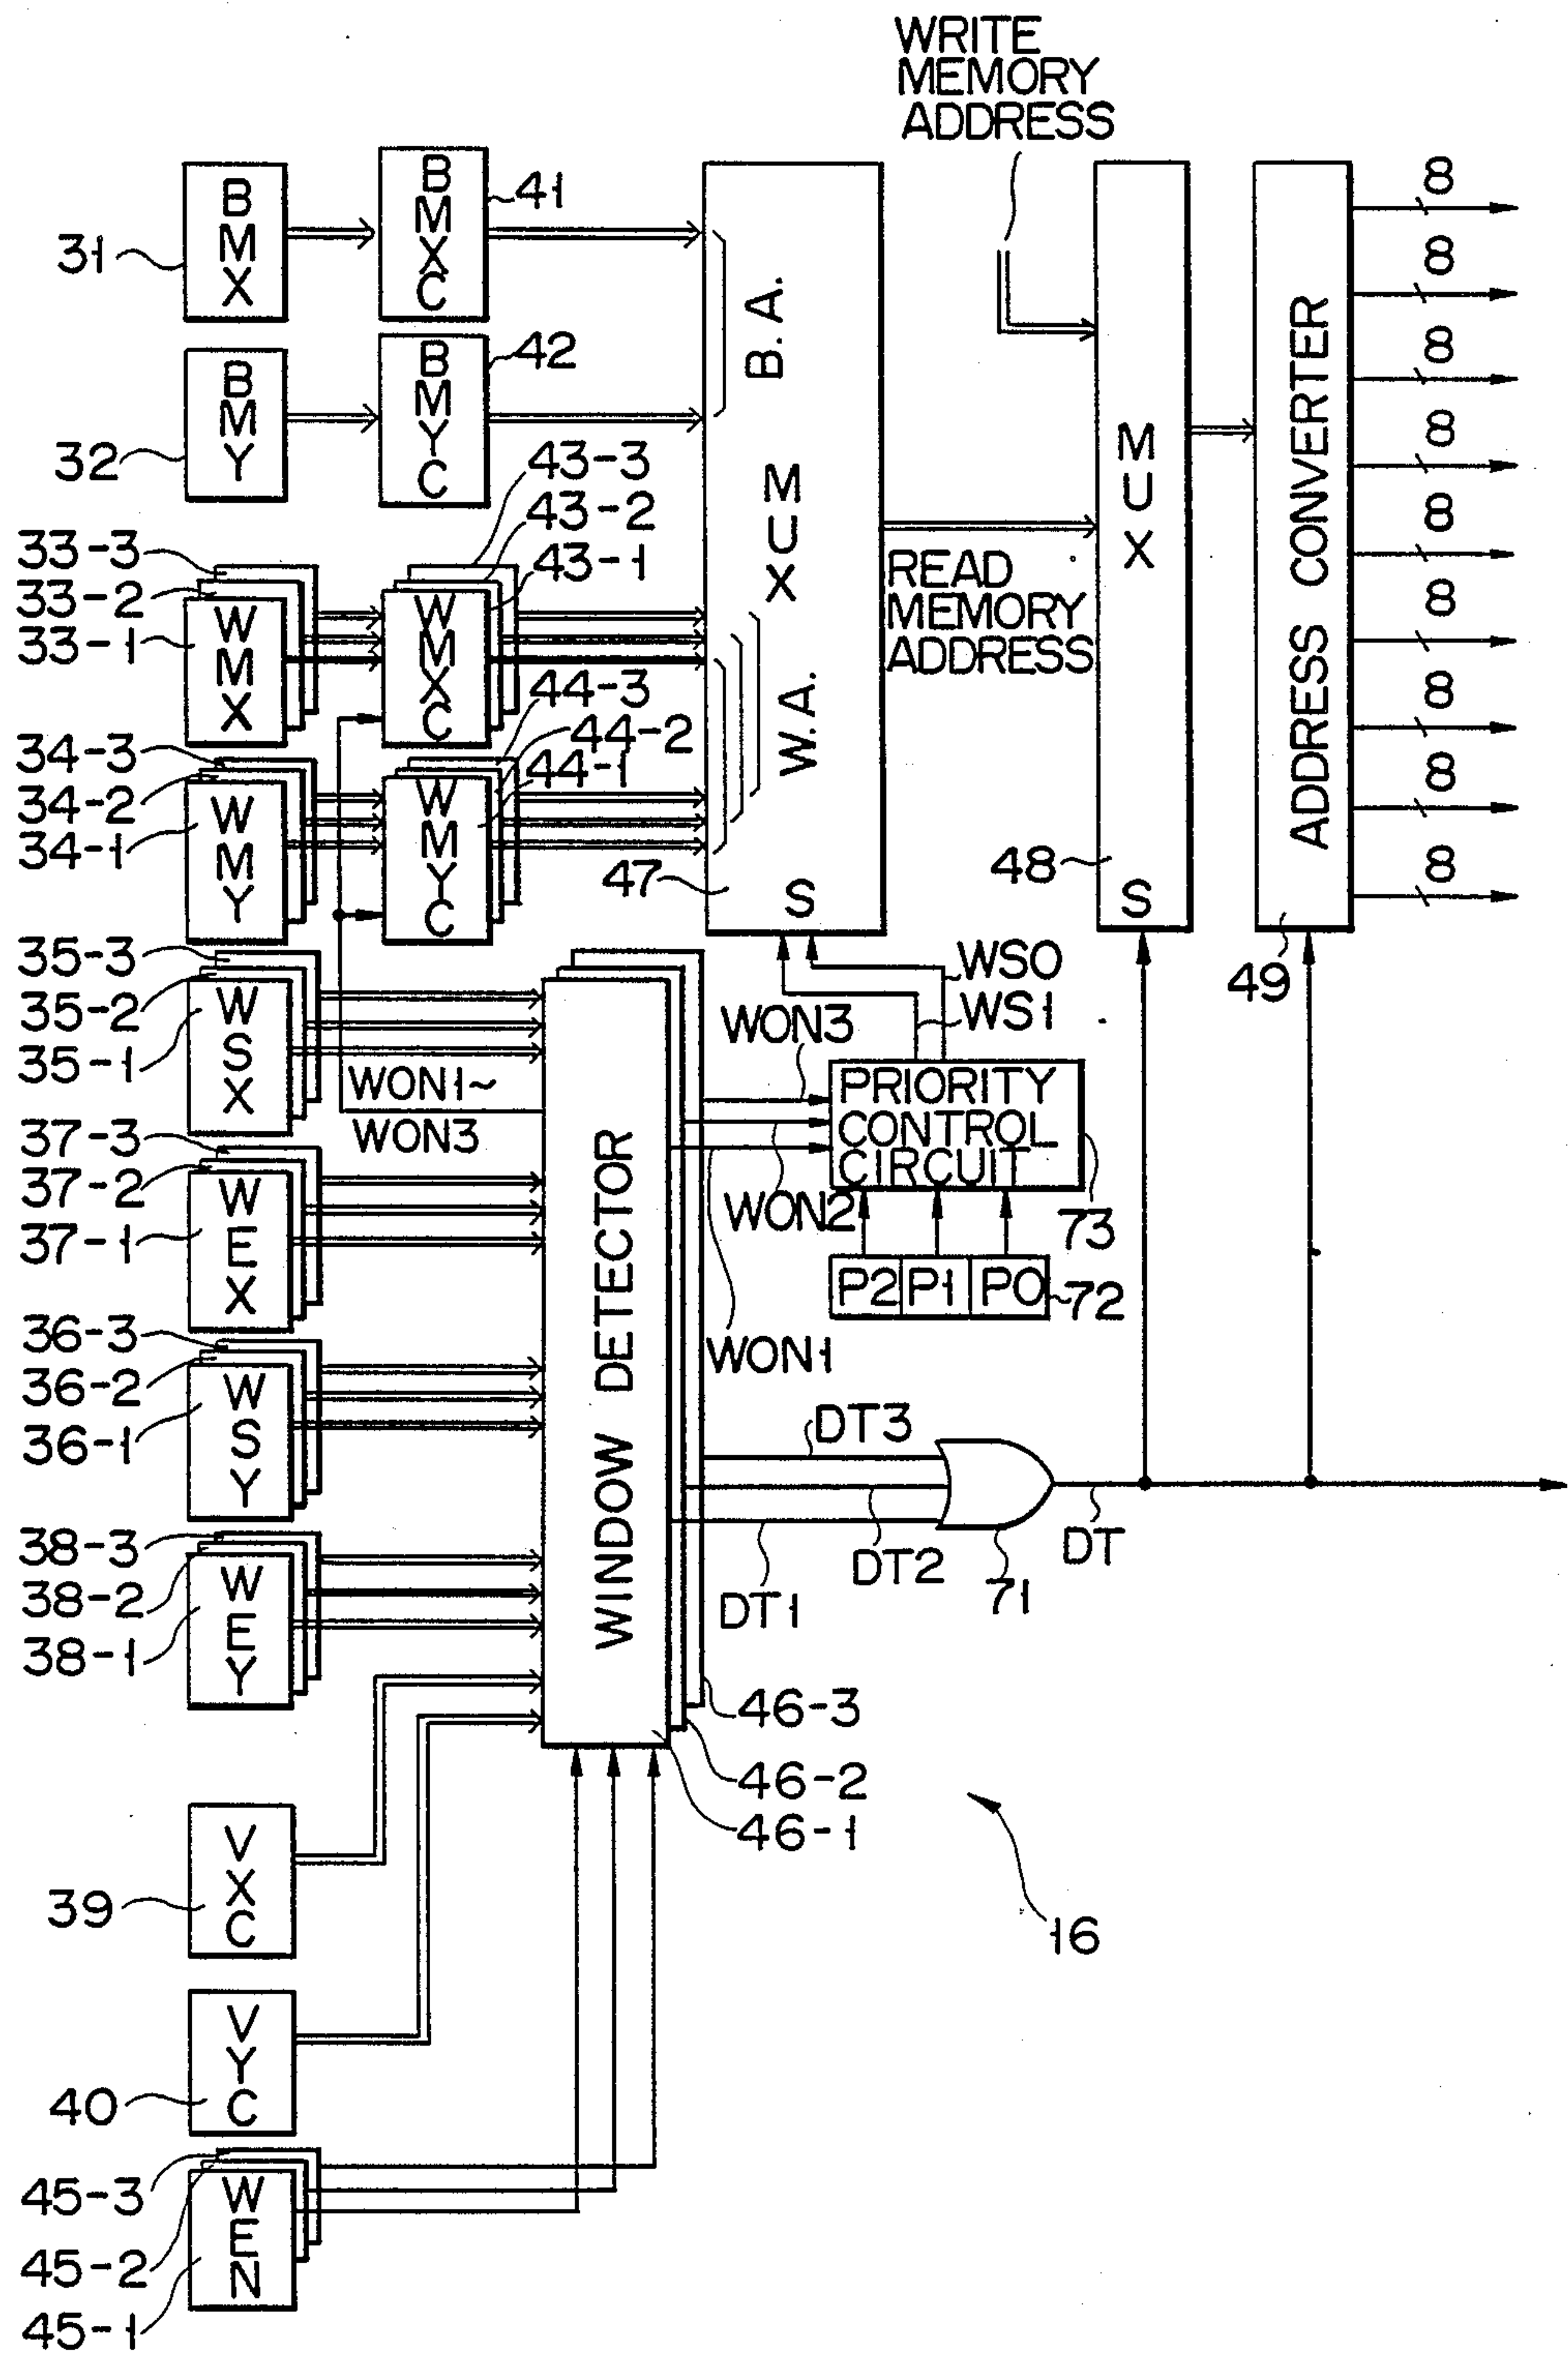 WRITE
MEMORY
ADDRESS
31
BMX
BMXC
41
32
BMY
BMYC
42
B. A.
MUX
W. A.
S
47
READ
MEMORY
ADDRESS
MUX
48
S
ADDRESS CONVERTER
49
8
8
8
8
8
8
8
8
8
33-3
33-2
33-1
WMX
43-3
43-2
43-1
WMXC
34-3
34-2
34-1
WMY
44-3
44-2
44-1
WMYC
35-3
35-2
35-1
WSX
WON1~
WON3
37-3
37-2
37-1
WEX
36-3
36-2
36-1
WSY
38-3
38-2
38-1
WEY
WINDOW DETECTOR
46-3
46-2
46-1
WS0
WS1
WON3
WON2
WON1
PRIORITY
CONTROL
CIRCUIT
73
P2 P1 P0
72
DT3
DT2
DT1
71
DT
39
VXC
40
VYC
45-3
45-2
45-1
WEN
16